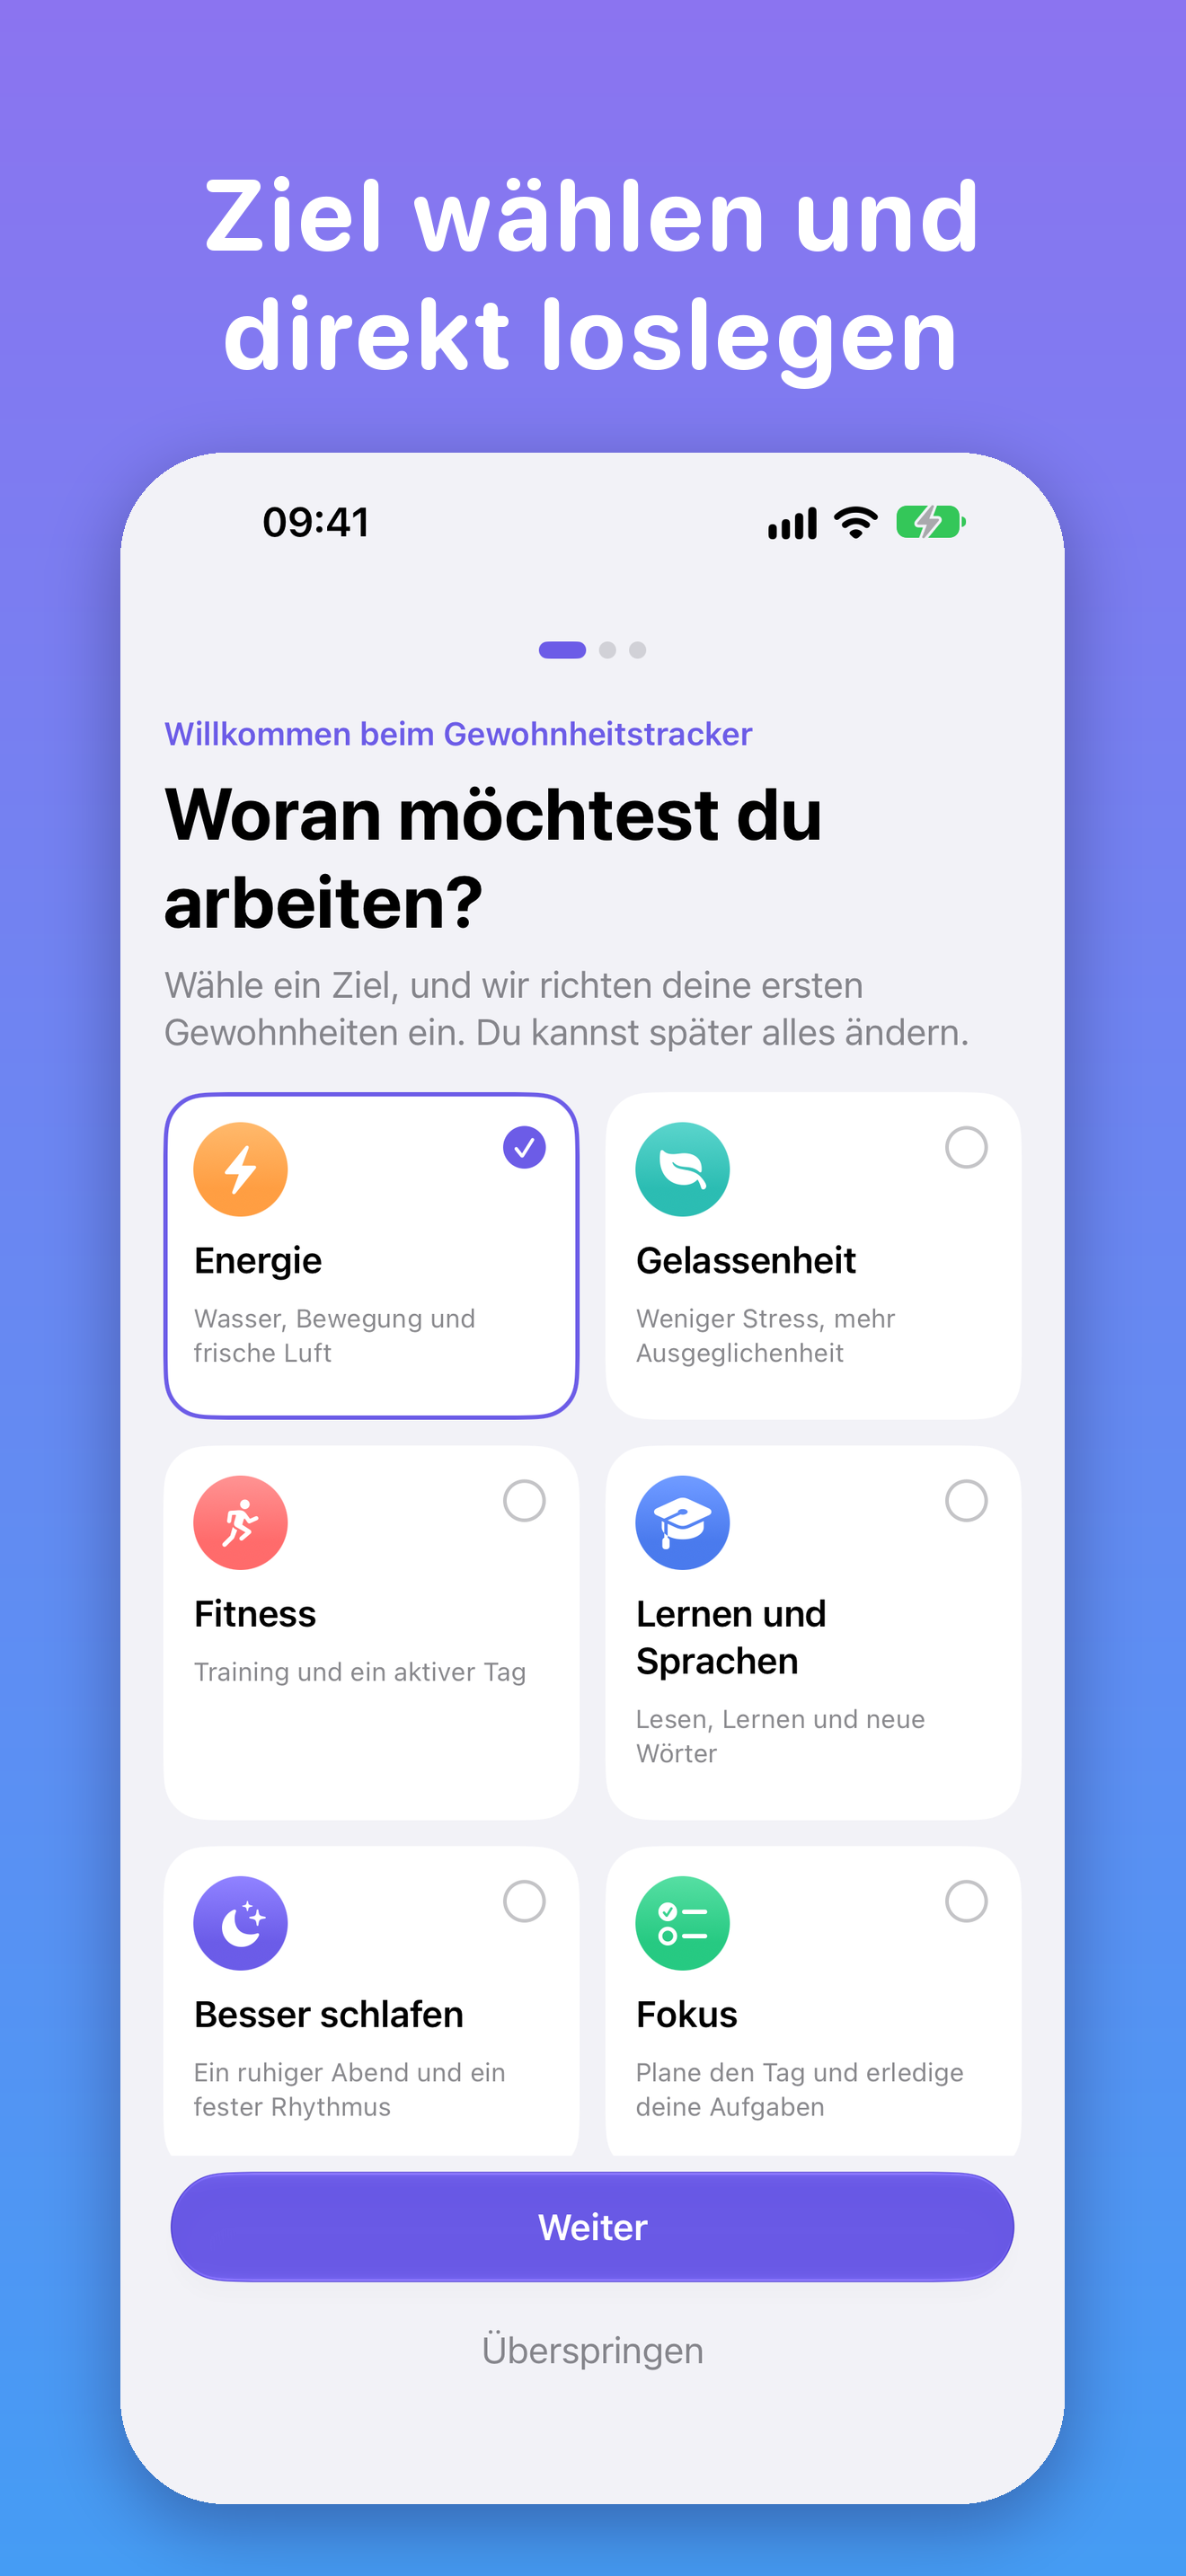 Ziel wählen und
direkt loslegen
09:41
Willkommen beim Gewohnheitstracker
Woran möchtest du
arbeiten?
Wähle ein Ziel, und wir richten deine ersten
Gewohnheiten ein. Du kannst später alles ändern.
Energie
Wasser, Bewegung und
frische Luft
Gelassenheit
Weniger Stress, mehr
Ausgeglichenheit
Fitness
Training und ein aktiver Tag
Lernen und
Sprachen
Lesen, Lernen und neue
Wörter
Besser schlafen
Ein ruhiger Abend und ein
fester Rhythmus
Fokus
Plane den Tag und erledige
deine Aufgaben
Weiter
Überspringen